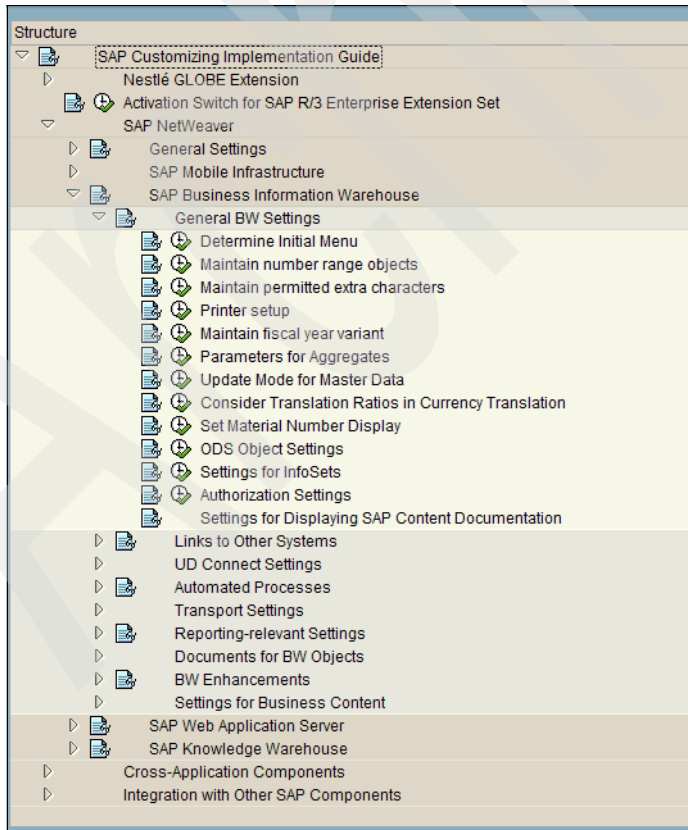 Structure
SAP Customizing Implementation Guide
Nestlé GLOBE Extension
Activation Switch for SAP R/3 Enterprise Extension Set
SAP NetWeaver
General Settings
SAP Mobile Infrastructure
SAP Business Information Warehouse
General BW Settings
Determine Initial Menu
Maintain number range objects
Maintain permitted extra characters
Printer setup
Maintain fiscal year variant
Parameters for Aggregates
Update Mode for Master Data
Consider Translation Ratios in Currency Translation
Set Material Number Display
ODS Object Settings
Settings for InfoSets
Authorization Settings
Settings for Displaying SAP Content Documentation
Links to Other Systems
UD Connect Settings
Automated Processes
Transport Settings
Reporting-relevant Settings
Documents for BW Objects
BW Enhancements
Settings for Business Content
SAP Web Application Server
SAP Knowledge Warehouse
Cross-Application Components
Integration with Other SAP Components